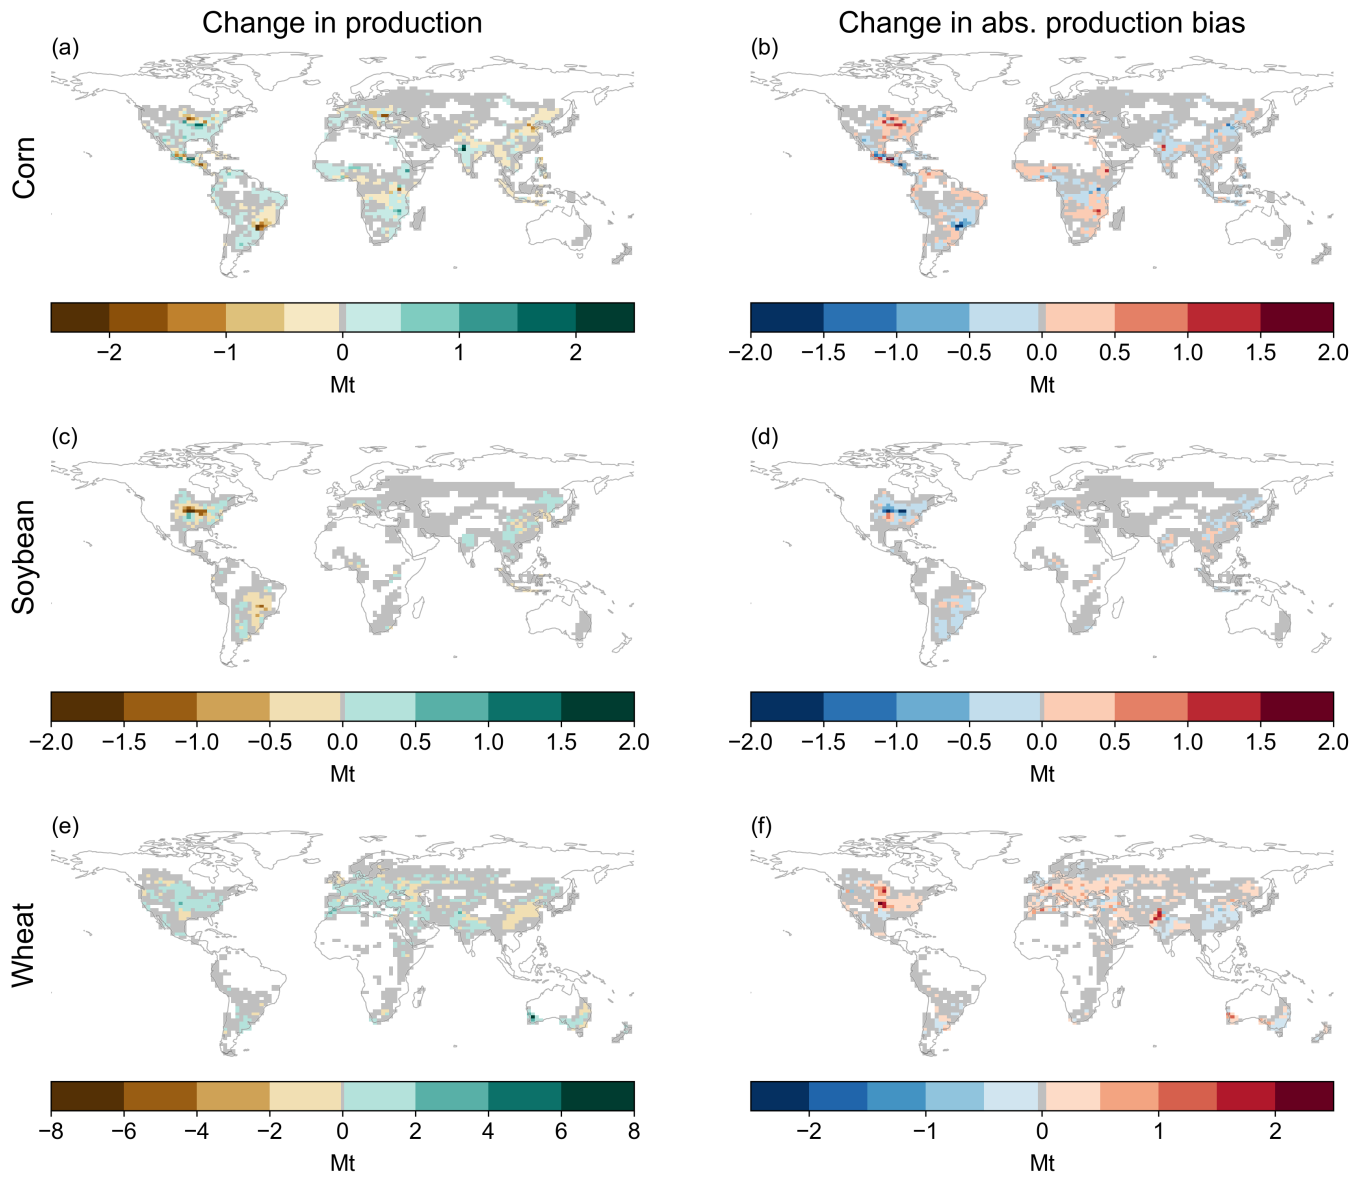 Change in production
Change in abs. production bias
(a)
(b)
Corn
−2 −1 0 1 2
Mt
−2.0 −1.5 −1.0 −0.5 0.0 0.5 1.0 1.5 2.0
Mt
(c)
(d)
Soybean
−2.0 −1.5 −1.0 −0.5 0.0 0.5 1.0 1.5 2.0
Mt
−2.0 −1.5 −1.0 −0.5 0.0 0.5 1.0 1.5 2.0
Mt
(e)
(f)
Wheat
−8 −6 −4 −2 0 2 4 6 8
Mt
−2 −1 0 1 2
Mt